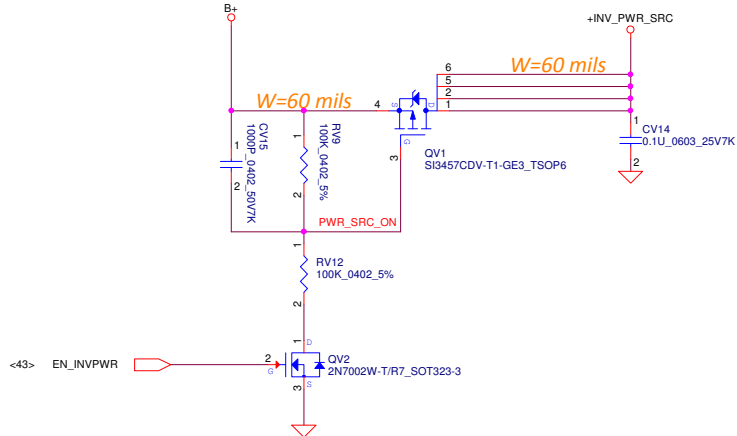 B+
+INV_PWR_SRC
W=60 mils
W=60 mils
6
5
2
1
4
S
D
G
3
QV1
SI3457CDV-T1-GE3_TSOP6
1
2
CV15
1000P_0402_50V7K
1
2
RV9
100K_0402_5%
1
2
CV14
0.1U_0603_25V7K
PWR_SRC_ON
1
2
RV12
100K_0402_5%
<43>
EN_INVPWR
2
G
1
D
3
S
QV2
2N7002W-T/R7_SOT323-3